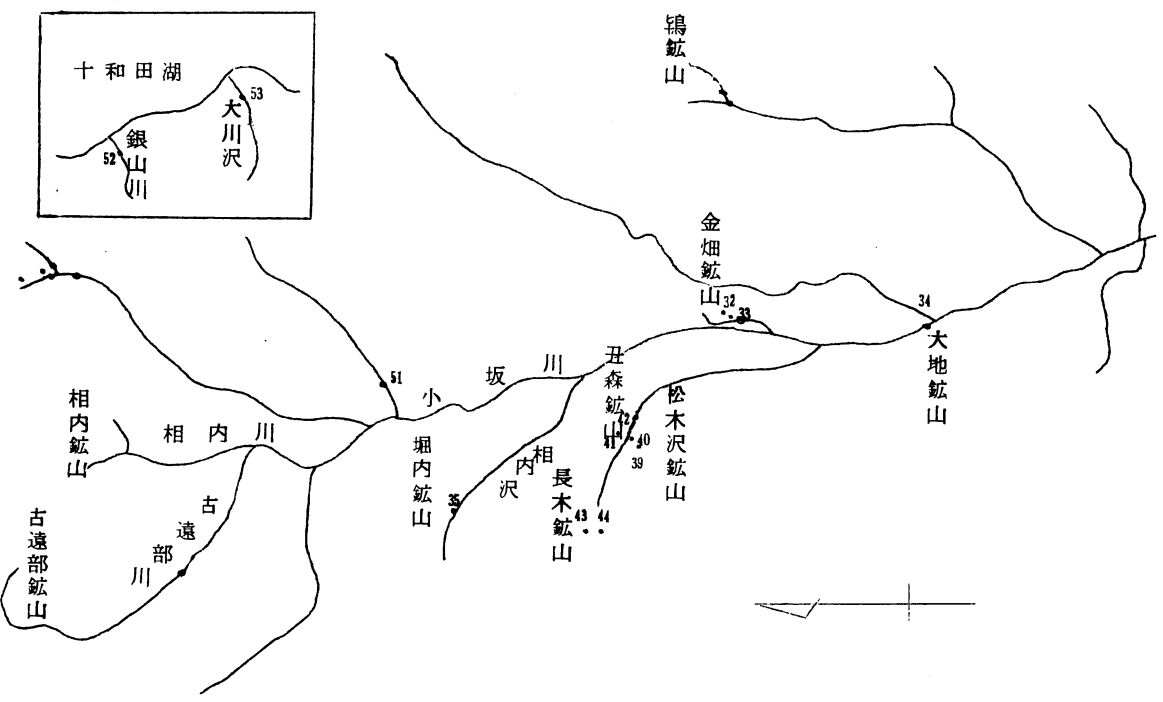 十和田湖
53
大川沢
銀山川
52
鴇鉱山
金畑鉱山
32
33
34
大地鉱山
51
小坂川
丑森鉱山
松木沢鉱山
42
41
40
39
相内鉱山
相内川
堀内鉱山
相内沢
35
長木鉱山
43
44
古遠部川
古遠部鉱山